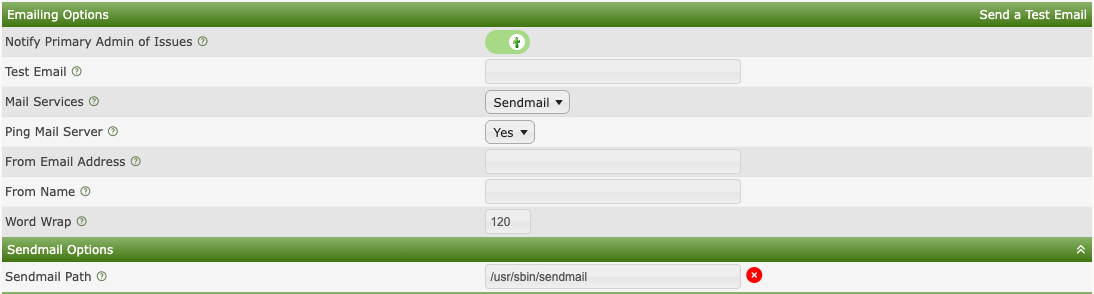 Emailing Options Send a Test Email
Notify Primary Admin of Issues
Test Email
Mail Services Sendmail
Ping Mail Server Yes
From Email Address
From Name
Word Wrap 120
Sendmail Options
Sendmail Path /usr/sbin/sendmail